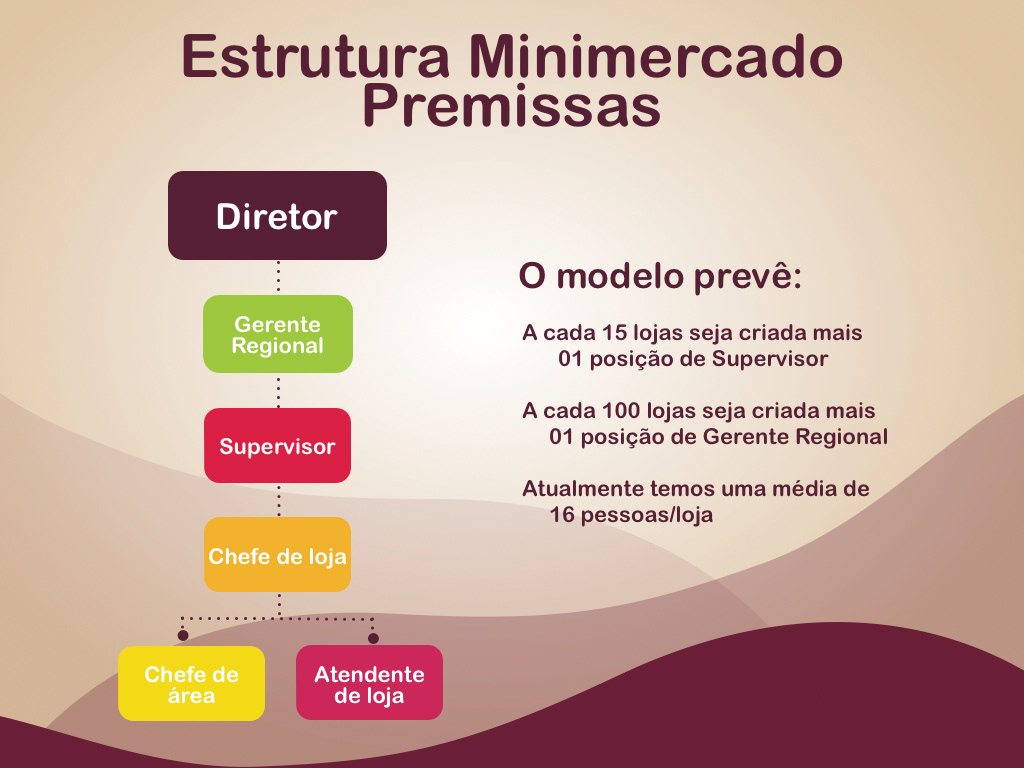 Estrutura Minimercado
Premissas
Diretor
Gerente
Regional
Supervisor
Chefe de loja
Chefe de
área
Atendente
de loja
O modelo prevê:
A cada 15 lojas seja criada mais
01 posição de Supervisor
A cada 100 lojas seja criada mais
01 posição de Gerente Regional
Atualmente temos uma média de
16 pessoas/loja